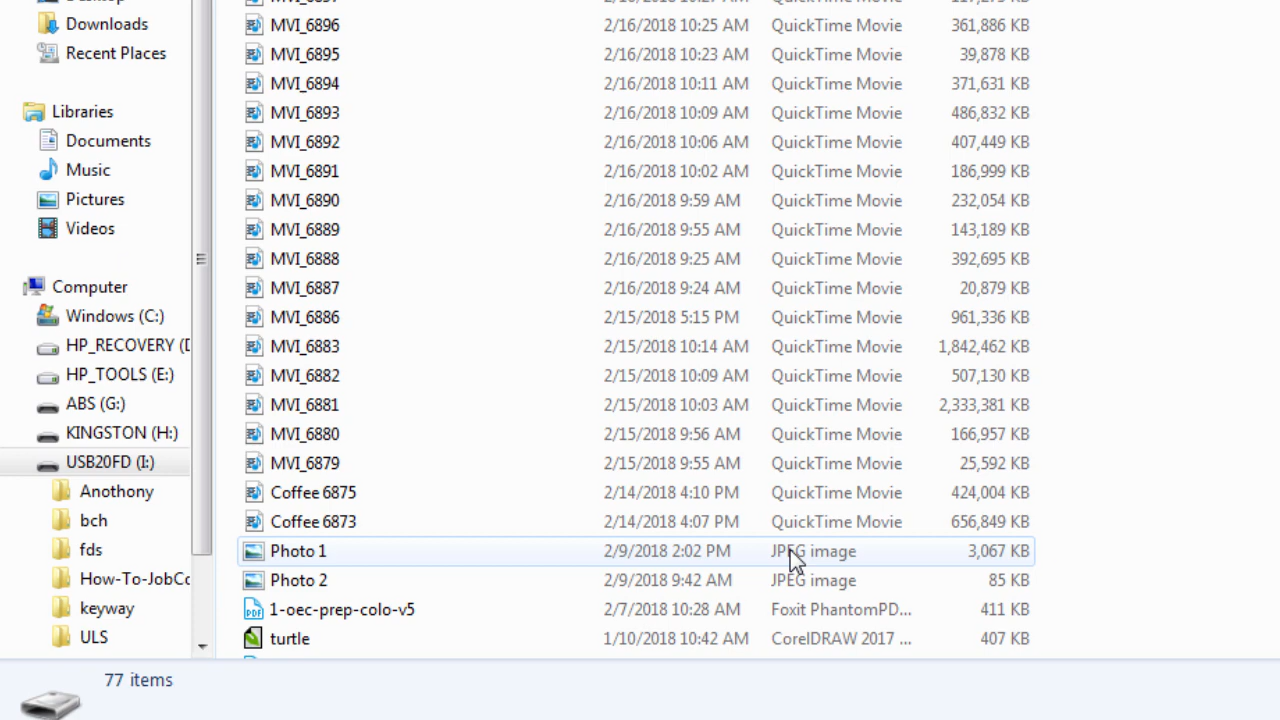 Downloads
Recent Places
Libraries
Documents
Music
Pictures
Videos
Computer
Windows (C:)
HP_RECOVERY (D
HP_TOOLS (E:)
ABS (G:)
KINGSTON (H:)
USB20FD (I:)
Anothony
bch
fds
How-To-JobCo
keyway
ULS
MVI_6896 2/16/2018 10:25 AM QuickTime Movie 361,886 KB
MVI_6895 2/16/2018 10:23 AM QuickTime Movie 39,878 KB
MVI_6894 2/16/2018 10:11 AM QuickTime Movie 371,631 KB
MVI_6893 2/16/2018 10:09 AM QuickTime Movie 486,832 KB
MVI_6892 2/16/2018 10:06 AM QuickTime Movie 407,449 KB
MVI_6891 2/16/2018 10:02 AM QuickTime Movie 186,999 KB
MVI_6890 2/16/2018 9:59 AM QuickTime Movie 232,054 KB
MVI_6889 2/16/2018 9:55 AM QuickTime Movie 143,189 KB
MVI_6888 2/16/2018 9:25 AM QuickTime Movie 392,695 KB
MVI_6887 2/16/2018 9:24 AM QuickTime Movie 20,879 KB
MVI_6886 2/15/2018 5:15 PM QuickTime Movie 961,336 KB
MVI_6883 2/15/2018 10:14 AM QuickTime Movie 1,842,462 KB
MVI_6882 2/15/2018 10:09 AM QuickTime Movie 507,130 KB
MVI_6881 2/15/2018 10:03 AM QuickTime Movie 2,333,381 KB
MVI_6880 2/15/2018 9:56 AM QuickTime Movie 166,957 KB
MVI_6879 2/15/2018 9:55 AM QuickTime Movie 25,592 KB
Coffee 6875 2/14/2018 4:10 PM QuickTime Movie 424,004 KB
Coffee 6873 2/14/2018 4:07 PM QuickTime Movie 656,849 KB
Photo 1 2/9/2018 2:02 PM JPEG image 3,067 KB
Photo 2 2/9/2018 9:42 AM JPEG image 85 KB
1-oec-prep-colo-v5 2/7/2018 10:28 AM Foxit PhantomPD... 411 KB
turtle 1/10/2018 10:42 AM CorelDRAW 2017 ... 407 KB
77 items